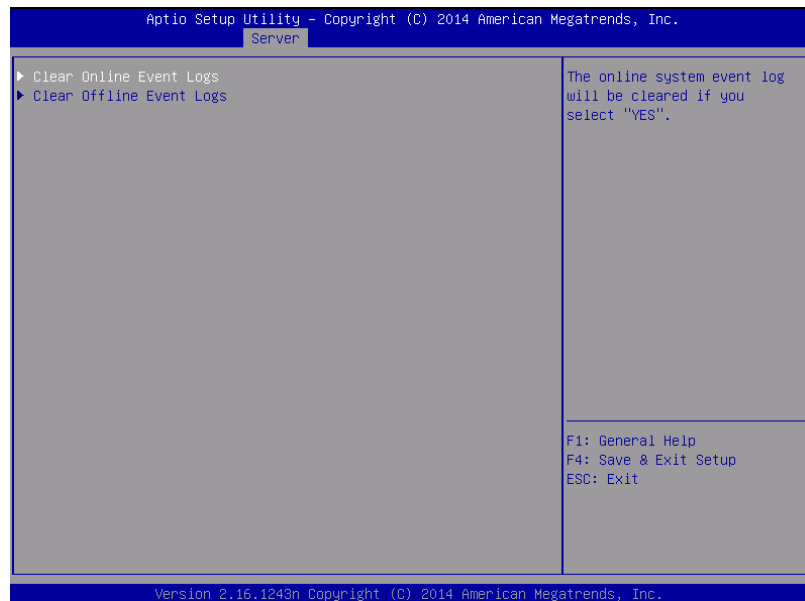 Aptio Setup Utility – Copyright (C) 2014 American Megatrends, Inc.
Server
Clear Online Event Logs
Clear Offline Event Logs
The online system event log
will be cleared if you
select "YES".
F1: General Help
F4: Save & Exit Setup
ESC: Exit
Version 2.16.1243n Copyright (C) 2014 American Megatrends, Inc.